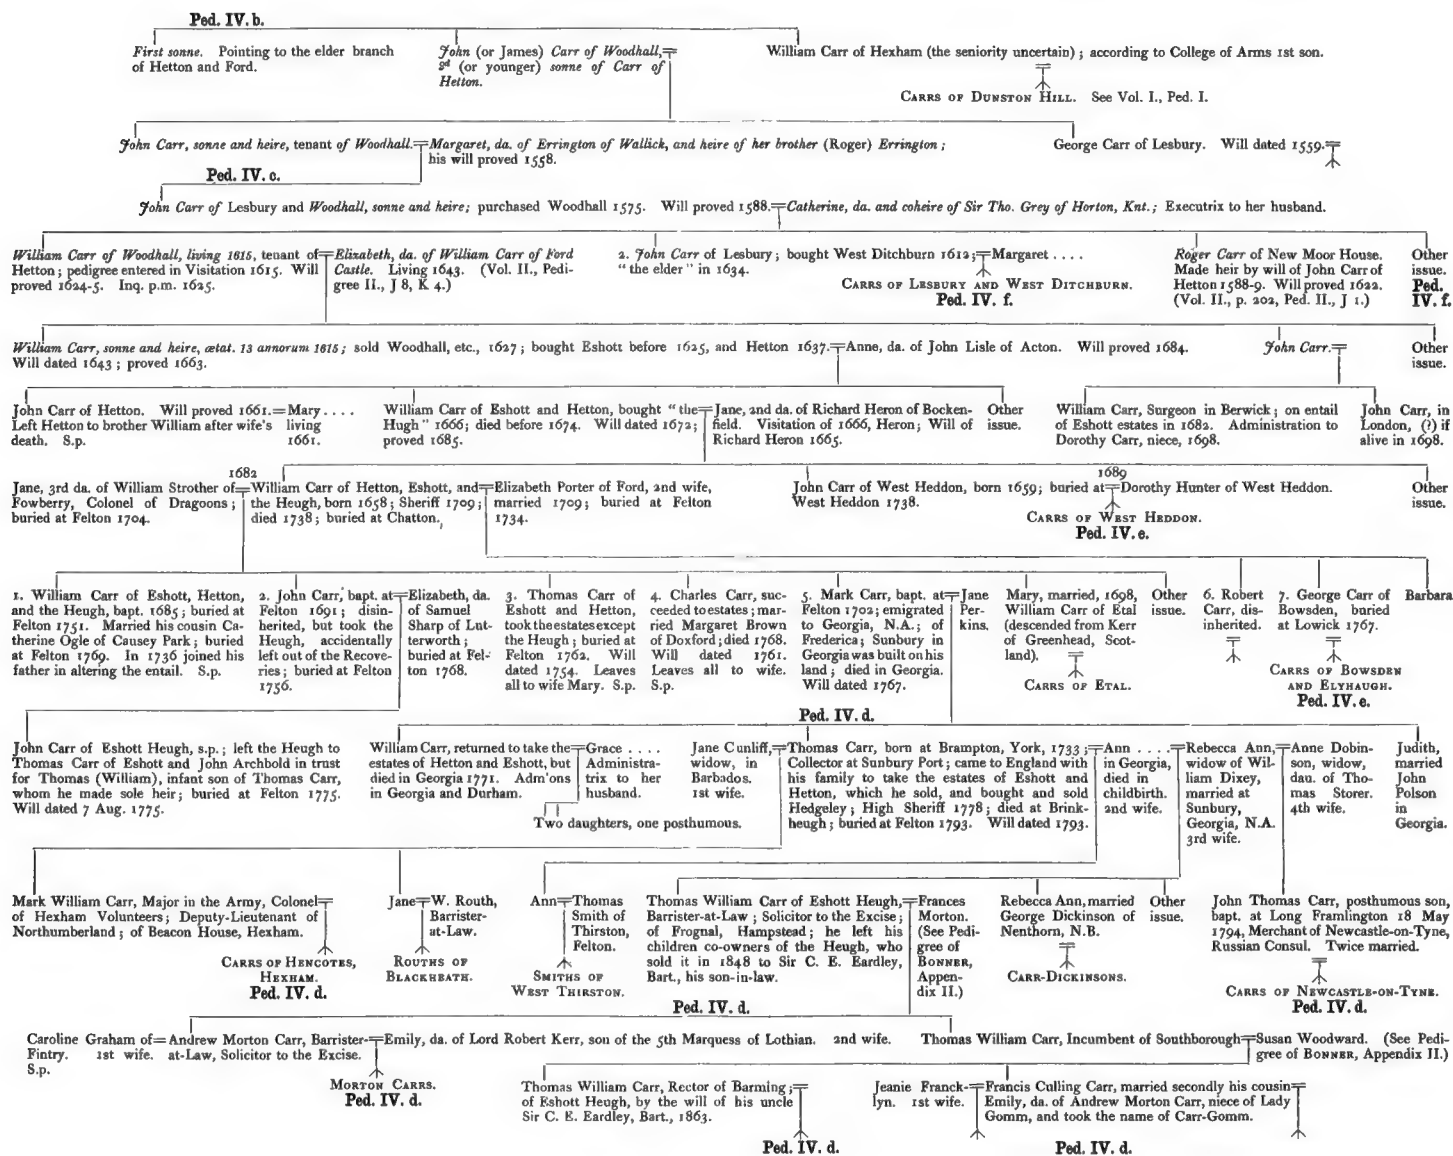 Ped. IV. b.
First sonne. Pointing to the elder branch
of Hetton and Ford.
John (or James) Carr of Woodhall,
2d (or younger) sonne of Carr of
Hetton.
William Carr of Hexham (the seniority uncertain); according to College of Arms 1st son.
CARRS OF DUNSTON HILL. See Vol. I., Ped. I.
John Carr, sonne and heire, tenant of Woodhall.
Margaret, da. of Errington of Wallick, and heire of her brother (Roger) Errington;
his will proved 1558.
George Carr of Lesbury. Will dated 1559.
Ped. IV. c.
John Carr of Lesbury and Woodhall, sonne and heire; purchased Woodhall 1575. Will proved 1588.
Catherine, da. and coheire of Sir Tho. Grey of Horton, Knt.; Executrix to her husband.
William Carr of Woodhall, living 1615, tenant of
Hetton; pedigree entered in Visitation 1615. Will
proved 1624-5. Inq. p.m. 1625.
Elizabeth, da. of William Carr of Ford
Castle. Living 1643. (Vol. II., Pedi-
gree II., J 8, K 4.)
2. John Carr of Lesbury; bought West Ditchburn 1612;
"the elder" in 1634.
Margaret ....
CARRS OF LESBURY AND WEST DITCHBURN.
Ped. IV. f.
Roger Carr of New Moor House.
Made heir by will of John Carr of
Hetton 1588-9. Will proved 1622.
(Vol. II., p. 202, Ped. II., J 1.)
Other
issue.
Ped.
IV. f.
William Carr, sonne and heire, ætat. 13 annorum 1615; sold Woodhall, etc., 1627; bought Eshott before 1625, and Hetton 1637.
Will dated 1643; proved 1663.
Anne, da. of John Lisle of Acton. Will proved 1684.
John Carr.
Other
issue.
John Carr of Hetton. Will proved 1661.
Left Hetton to brother William after wife's
death. S.p.
Mary ....
living
1661.
William Carr of Eshott and Hetton, bought "the
Hugh" 1666; died before 1674. Will dated 1672;
proved 1685.
Jane, 2nd da. of Richard Heron of Bocken-
field. Visitation of 1666, Heron; Will of
Richard Heron 1665.
Other
issue.
William Carr, Surgeon in Berwick; on entail
of Eshott estates in 1682. Administration to
Dorothy Carr, niece, 1698.
John Carr, in
London, (?) if
alive in 1698.
Jane, 3rd da. of William Strother of
Fowberry, Colonel of Dragoons;
buried at Felton 1704.
1682
William Carr of Hetton, Eshott, and
the Heugh, born 1658; Sheriff 1709;
died 1738; buried at Chatton.
Elizabeth Porter of Ford, 2nd wife,
married 1709; buried at Felton
1734.
John Carr of West Heddon, born 1659; buried at
West Heddon 1738.
1689
Dorothy Hunter of West Heddon.
CARRS OF WEST HEDDON.
Ped. IV. e.
Other
issue.
1. William Carr of Eshott, Hetton,
and the Heugh, bapt. 1685; buried at
Felton 1751. Married his cousin Ca-
therine Ogle of Causey Park; buried
at Felton 1769. In 1736 joined his
father in altering the entail. S.p.
2. John Carr, bapt. at
Felton 1691; disin-
herited, but took the
Heugh, accidentally
left out of the Recove-
ries; buried at Felton
1756.
Elizabeth, da.
of Samuel
Sharp of Lut-
terworth;
buried at Fel-
ton 1768.
3. Thomas Carr of
Eshott and Hetton,
took the estates except
the Heugh; buried at
Felton 1762. Will
dated 1754. Leaves
all to wife Mary. S.p.
4. Charles Carr, suc-
ceeded to estates; mar-
ried Margaret Brown
of Doxford; died 1768.
Will dated 1761.
Leaves all to wife.
S.p.
5. Mark Carr, bapt. at
Felton 1702; emigrated
to Georgia, N.A.; of
Frederica; Sunbury in
Georgia was built on his
land; died in Georgia.
Will dated 1767.
Jane
Per-
kins.
Mary, married, 1698,
William Carr of Etal
(descended from Kerr
of Greenhead, Scot-
land).
CARRS OF ETAL.
Other
issue.
6. Robert
Carr, dis-
inherited.
7. George Carr of
Bowsden, buried
at Lowick 1767.
CARRS OF BOWSDEN
AND ELYHAUGH.
Ped. IV. e.
Barbara
Ped. IV. d.
John Carr of Eshott Heugh, s.p.; left the Heugh to
Thomas Carr of Eshott and John Archbold in trust
for Thomas (William), infant son of Thomas Carr,
whom he made sole heir; buried at Felton 1775.
Will dated 7 Aug. 1775.
William Carr, returned to take the
estates of Hetton and Eshott, but
died in Georgia 1771. Adm'ons
in Georgia and Durham.
Grace ....
Administra-
trix to her
husband.
Two daughters, one posthumous.
Jane Cunliff,
widow, in
Barbados.
1st wife.
Thomas Carr, born at Brampton, York, 1733;
Collector at Sunbury Port; came to England with
his family to take the estates of Eshott and
Hetton, which he sold, and bought and sold
Hedgeley; High Sheriff 1778; died at Brink-
heugh; buried at Felton 1793. Will dated 1793.
Ann ....
in Georgia,
died in
childbirth.
2nd wife.
Rebecca Ann,
widow of Wil-
liam Dixey,
married at
Sunbury,
Georgia, N.A.
3rd wife.
Anne Dobin-
son, widow,
dau. of Tho-
mas Storer.
4th wife.
Judith,
married
John
Polson
in
Georgia.
Mark William Carr, Major in the Army, Colonel
of Hexham Volunteers; Deputy-Lieutenant of
Northumberland; of Beacon House, Hexham.
CARRS OF HENCOTES,
HEXHAM.
Ped. IV. d.
Jane
W. Routh,
Barrister-
at-Law.
ROUTHS OF
BLACKHEATH.
Ann
Thomas
Smith of
Thirston,
Felton.
SMITHS OF
WEST THIRSTON.
Thomas William Carr of Eshott Heugh,
Barrister-at-Law; Solicitor to the Excise;
of Frognal, Hampstead; he left his
children co-owners of the Heugh, who
sold it in 1848 to Sir C. E. Eardley,
Bart., his son-in-law.
Ped. IV. d.
Frances
Morton.
(See Pedi-
gree of
BONNER,
Appen-
dix II.)
Rebecca Ann, married
George Dickinson of
Nenthorn, N.B.
CARR-DICKINSONS.
Other
issue.
John Thomas Carr, posthumous son,
bapt. at Long Framlington 18 May
1794, Merchant of Newcastle-on-Tyne,
Russian Consul. Twice married.
CARRS OF NEWCASTLE-ON-TYNE.
Ped. IV. d.
Caroline Graham of
Fintry. 1st wife.
S.p.
Andrew Morton Carr, Barrister-
at-Law, Solicitor to the Excise.
Emily, da. of Lord Robert Kerr, son of the 5th Marquess of Lothian. 2nd wife.
MORTON CARRS.
Ped. IV. d.
Thomas William Carr, Incumbent of Southborough
Susan Woodward. (See Pedi-
gree of BONNER, Appendix II.)
Thomas William Carr, Rector of Barming;
of Eshott Heugh, by the will of his uncle
Sir C. E. Eardley, Bart., 1863.
Ped. IV. d.
Jeanie Franck-
lyn. 1st wife.
Francis Culling Carr, married secondly his cousin
Emily, da. of Andrew Morton Carr, niece of Lady
Gomm, and took the name of Carr-Gomm.
Ped. IV. d.